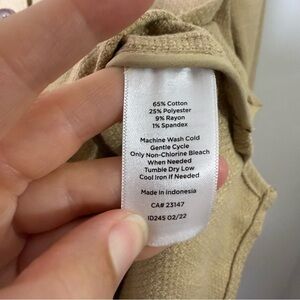 65% Cotton
25% Polyester
9% Rayon
1% Spandex
Machine Wash Cold
Gentle Cycle
Only Non-Chlorine Bleach
When Needed
Tumble Dry Low
Cool Iron if Needed
Made in Indonesia
CA# 23147
ID245 02/22